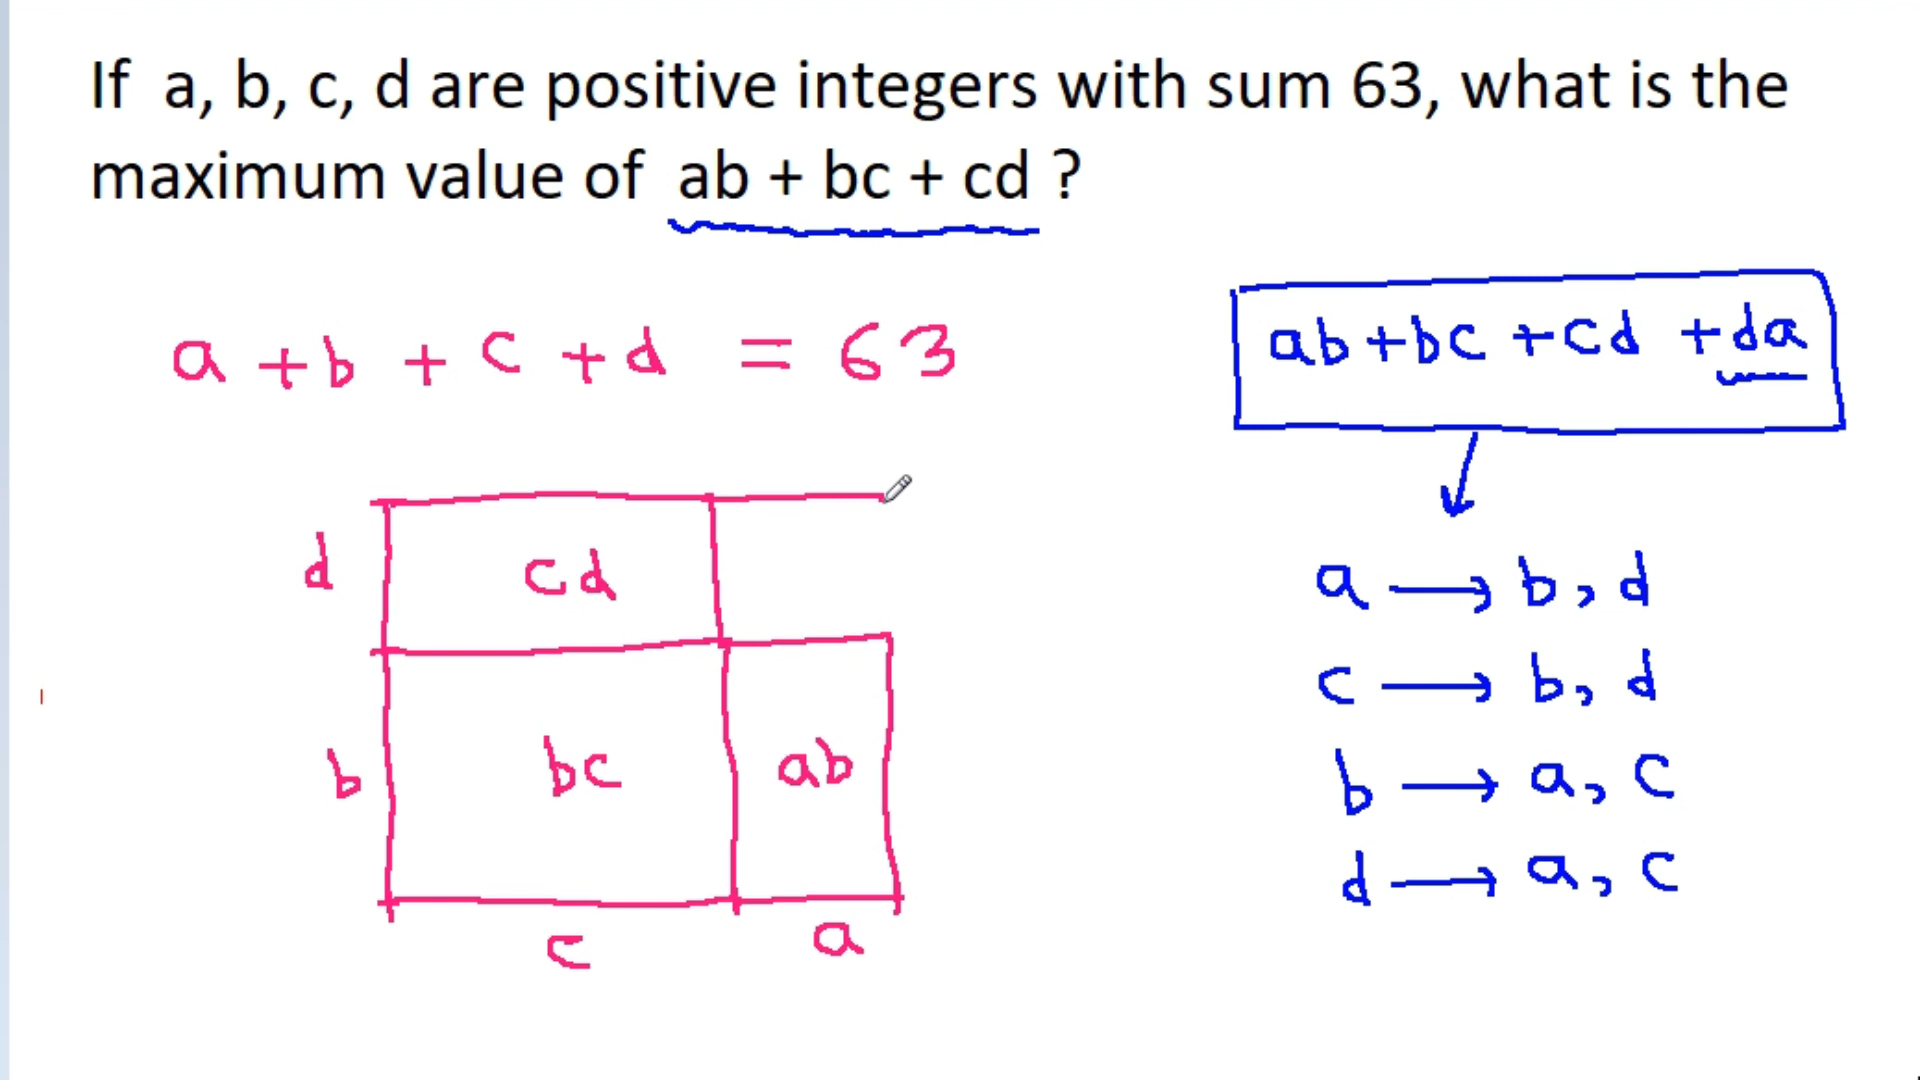 If a, b, c, d are positive integers with sum 63, what is the
maximum value of ab + bc + cd ?
a + b + c + d = 63
ab + bc + cd + da
d
cd
b
bc
ab
c
a
a → b, d
c → b, d
b → a, c
d → a, c